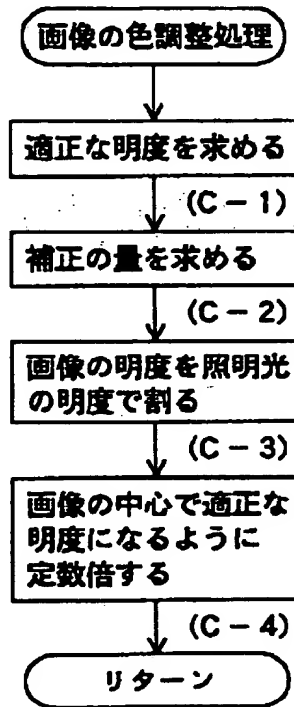 画像の色調整処理
適正な明度を求める
(C－1)
補正の量を求める
(C－2)
画像の明度を照明光
の明度で割る
(C－3)
画像の中心で適正な
明度になるように
定数倍する
(C－4)
リターン